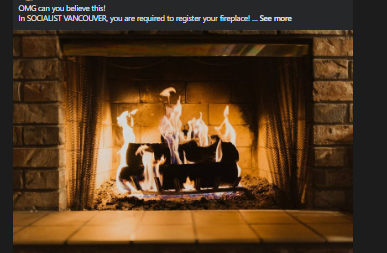 OMG can you believe this!
In SOCIALIST VANCOUVER, you are required to register your fireplace! ... See more